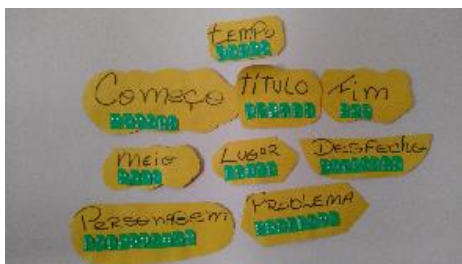 TEMPO
Começo TÍTULO Fim
Meio LUGAR DESFECHO
PERSONAGEM PROBLEMA